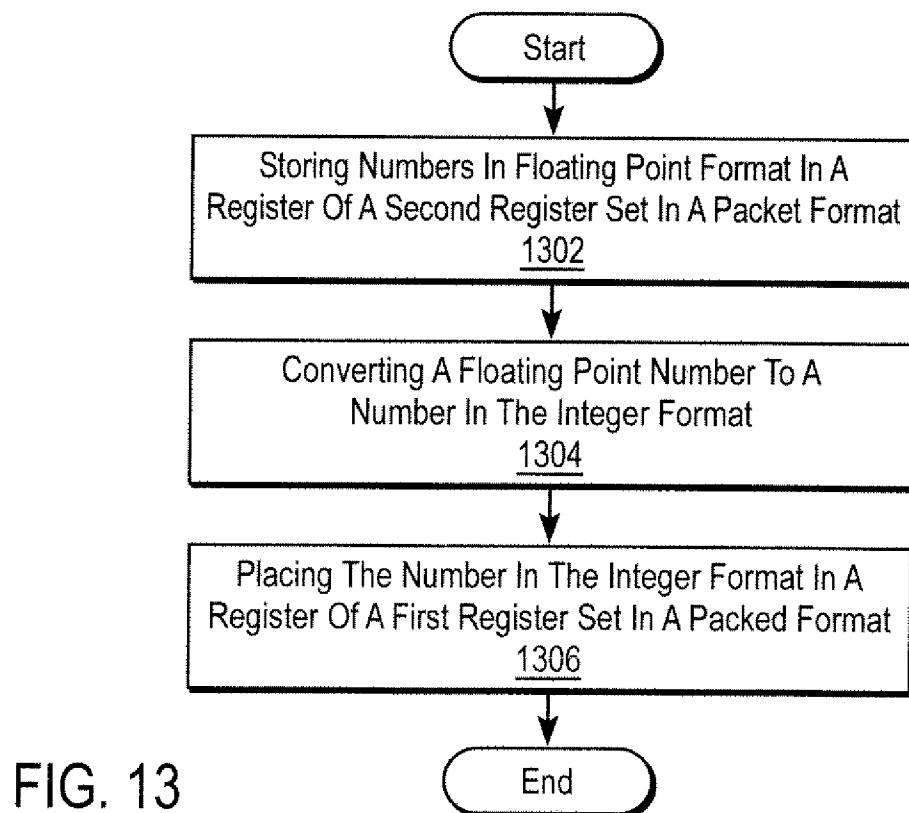 Start
Storing Numbers In Floating Point Format In A
Register Of A Second Register Set In A Packet Format
1302
Converting A Floating Point Number To A
Number In The Integer Format
1304
Placing The Number In The Integer Format In A
Register Of A First Register Set In A Packed Format
1306
End
FIG. 13